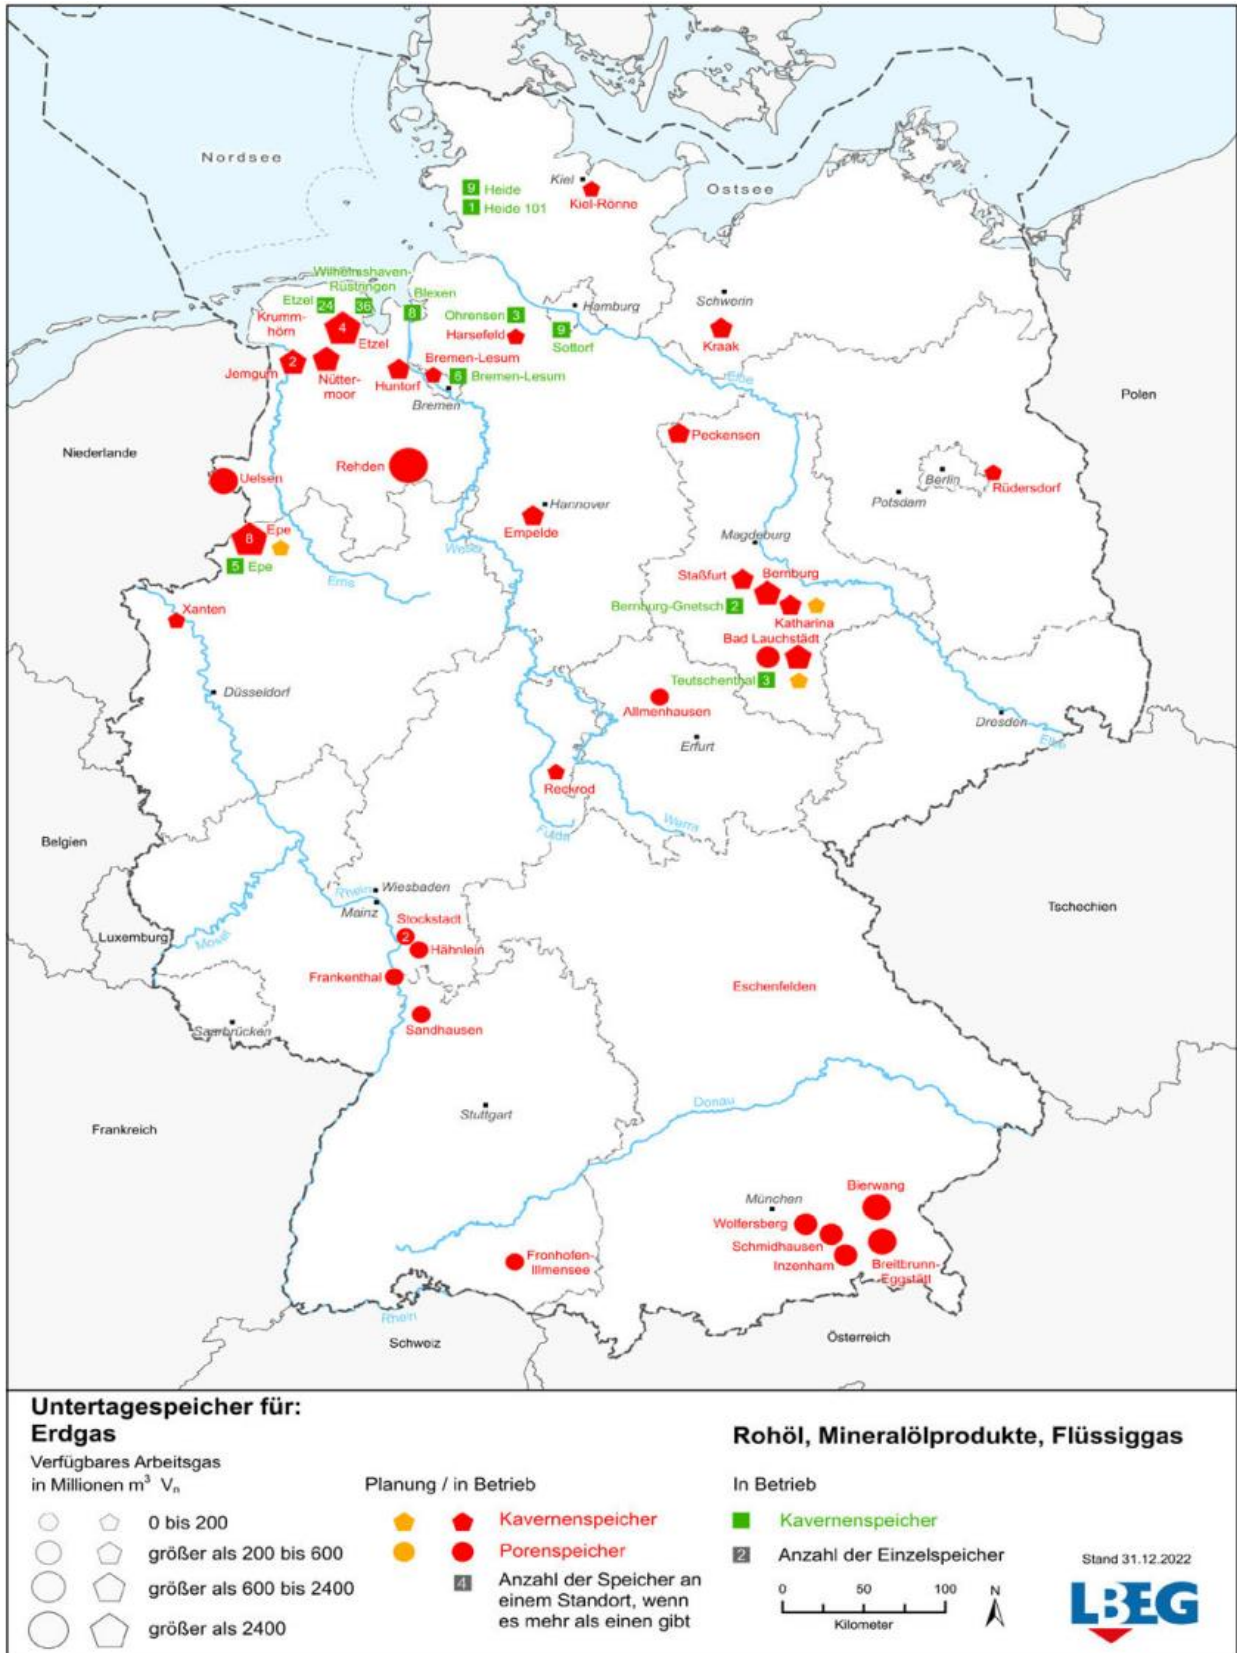 Nordsee
Kiel
Ostsee
9 Heide
1 Heide 101
Kiel-Rönne
Wilhelmshaven-
Rüstringen
Etzel 24
36
Blexen
8
Krumm-
hörn
4
Etzel
Ohrensen 3
Hamburg
Schwerin
Harsefeld
9
Sottorf
Kraak
Jemgum
2
Nütter-
moor
Huntorf
Bremen-Lesum
6 Bremen-Lesum
Bremen
Elbe
Polen
Niederlande
Peckensen
Uelsen
Rehden
Berlin
Rüdersdorf
Potsdam
Hannover
Empelde
Magdeburg
Epe
8
5 Epe
Weser
Ems
Staßfurt
Bernburg
Bernburg-Gnetsch 2
Katharina
Xanten
Bad Lauchstädt
Teutschenthal 3
Düsseldorf
Allmenhausen
Erfurt
Dresden
Elbe
Reckrod
Fulda
Werra
Belgien
Rhein
Wiesbaden
Mainz
Tschechien
Luxemburg
Mosel
Stockstadt
2
Hähnlein
Frankenthal
Eschenfelden
Saarbrücken
Sandhausen
Stuttgart
Donau
Frankreich
München
Bierwang
Wolfersberg
Schmidhausen
Inzenham
Breitbrunn-
Eggstätt
Fronhofen-
Illmensee
Rhein
Schweiz
Österreich
Untertagespeicher für:
Erdgas
Verfügbares Arbeitsgas
in Millionen m³ Vₙ
0 bis 200
größer als 200 bis 600
größer als 600 bis 2400
größer als 2400
Planung / in Betrieb
Kavernenspeicher
Porenspeicher
4 Anzahl der Speicher an
einem Standort, wenn
es mehr als einen gibt
Rohöl, Mineralölprodukte, Flüssiggas
In Betrieb
Kavernenspeicher
2 Anzahl der Einzelspeicher
0 50 100
Kilometer
N
Stand 31.12.2022
LBEG